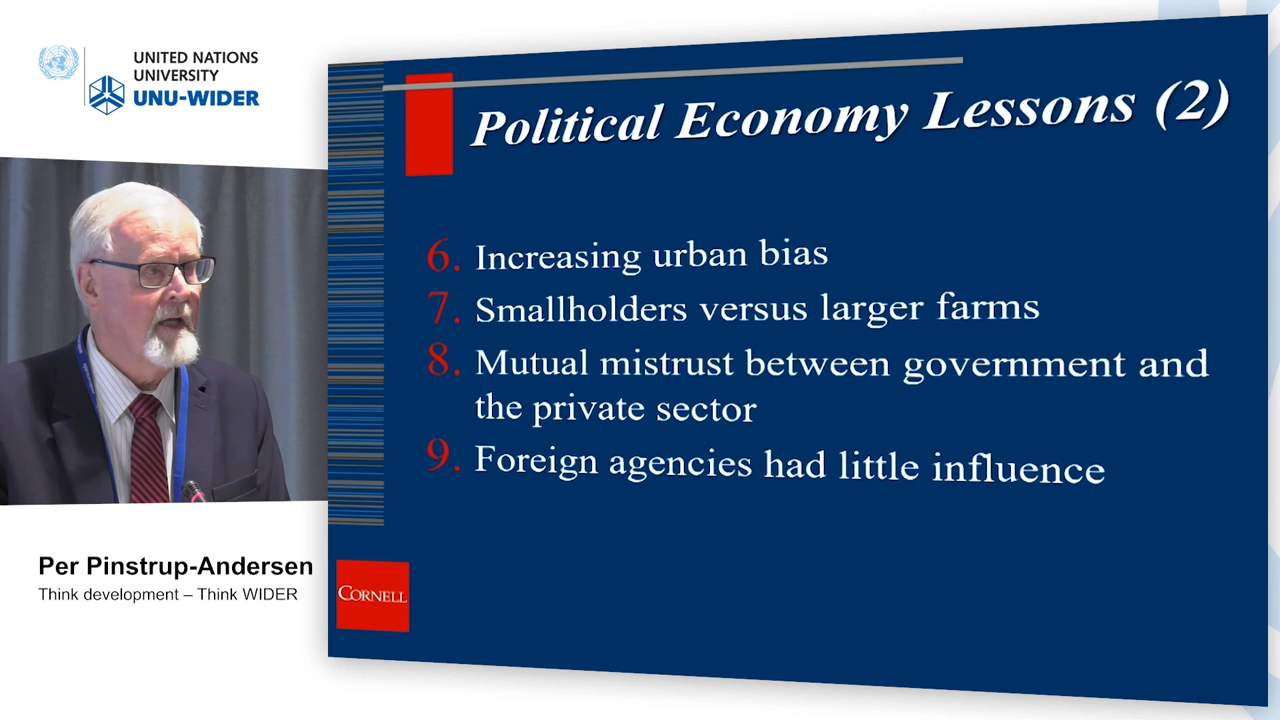 UNITED NATIONS
UNIVERSITY
UNU-WIDER
Political Economy Lessons (2)
6. Increasing urban bias
7. Smallholders versus larger farms
8. Mutual mistrust between government and
the private sector
9. Foreign agencies had little influence
CORNELL
Per Pinstrup-Andersen
Think development – Think WIDER